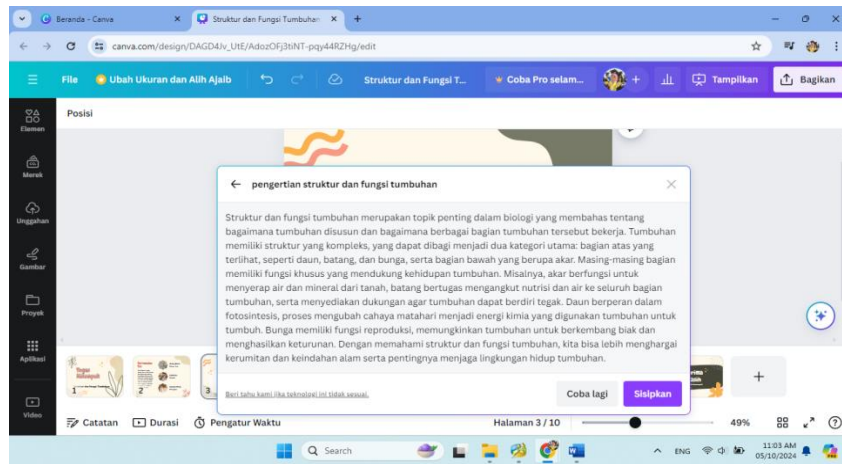 Beranda - Canva
Struktur dan Fungsi Tumbuhan
canva.com/design/DAGD4Jv_UtE/AdozOFj3tiNT-pqy44RZHg/edit
File Ubah Ukuran dan Alih Ajaib Struktur dan Fungsi T... Coba Pro selam... Tampilkan Bagikan
Elemen
Merek
Unggahan
Gambar
Proyek
Aplikasi
Video
Posisi
pengertian struktur dan fungsi tumbuhan
Struktur dan fungsi tumbuhan merupakan topik penting dalam biologi yang membahas tentang
bagaimana tumbuhan disusun dan bagaimana berbagai bagian tumbuhan tersebut bekerja. Tumbuhan
memiliki struktur yang kompleks, yang dapat dibagi menjadi dua kategori utama: bagian atas yang
terlihat, seperti daun, batang, dan bunga, serta bagian bawah yang berupa akar. Masing-masing bagian
memiliki fungsi khusus yang mendukung kehidupan tumbuhan. Misalnya, akar berfungsi untuk
menyerap air dan mineral dari tanah, batang bertugas mengangkut nutrisi dan air ke seluruh bagian
tumbuhan, serta menyediakan dukungan agar tumbuhan dapat berdiri tegak. Daun berperan dalam
fotosintesis, proses mengubah cahaya matahari menjadi energi kimia yang digunakan tumbuhan untuk
tumbuh. Bunga memiliki fungsi reproduksi, memungkinkan tumbuhan untuk berkembang biak dan
menghasilkan keturunan. Dengan memahami struktur dan fungsi tumbuhan, kita bisa lebih menghargai
kerumitan dan keindahan alam serta pentingnya menjaga lingkungan hidup tumbuhan.
Beri tahu kami jika teknologi ini tidak sesuai.
Coba lagi Sisipkan
Tugas
Kelompok
1 2 3
Catatan Durasi Pengatur Waktu Halaman 3 / 10 49%
Search
ENG
11:03 AM
05/10/2024